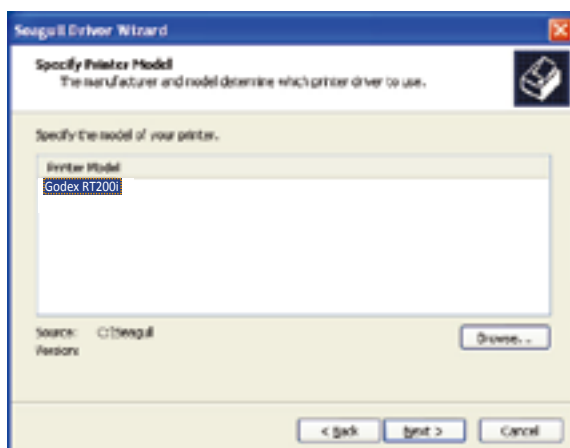 Seagull Driver Wizard
Specify Printer Model
The manufacturer and model determine which printer driver to use.
Specify the model of your printer.
Printer Model
Godex RT200i
Source: C:\Seagull
Version:
Browse...
< Back Next > Cancel